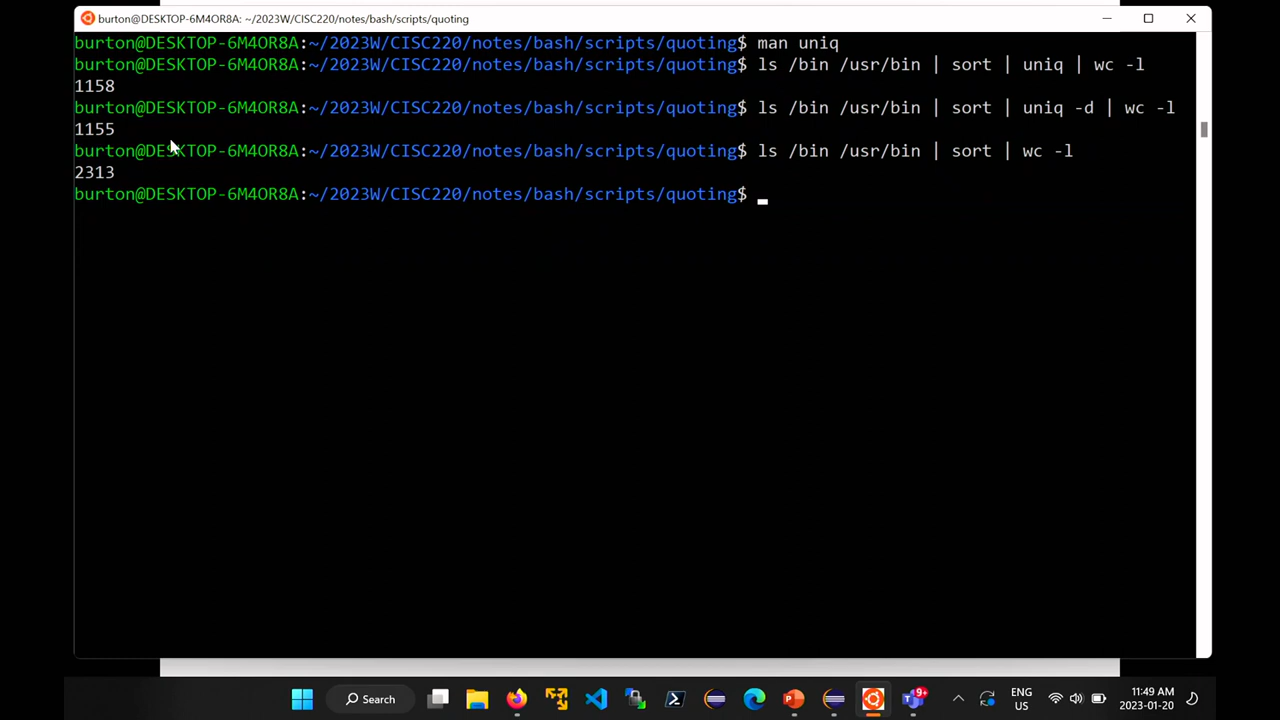 burton@DESKTOP-6M4OR8A: ~/2023W/CISC220/notes/bash/scripts/quoting
burton@DESKTOP-6M4OR8A:~/2023W/CISC220/notes/bash/scripts/quoting$ man uniq
burton@DESKTOP-6M4OR8A:~/2023W/CISC220/notes/bash/scripts/quoting$ ls /bin /usr/bin | sort | uniq | wc -l
1158
burton@DESKTOP-6M4OR8A:~/2023W/CISC220/notes/bash/scripts/quoting$ ls /bin /usr/bin | sort | uniq -d | wc -l
1155
burton@DESKTOP-6M4OR8A:~/2023W/CISC220/notes/bash/scripts/quoting$ ls /bin /usr/bin | sort | wc -l
2313
burton@DESKTOP-6M4OR8A:~/2023W/CISC220/notes/bash/scripts/quoting$
Search
9+
ENG
US
11:49 AM
2023-01-20